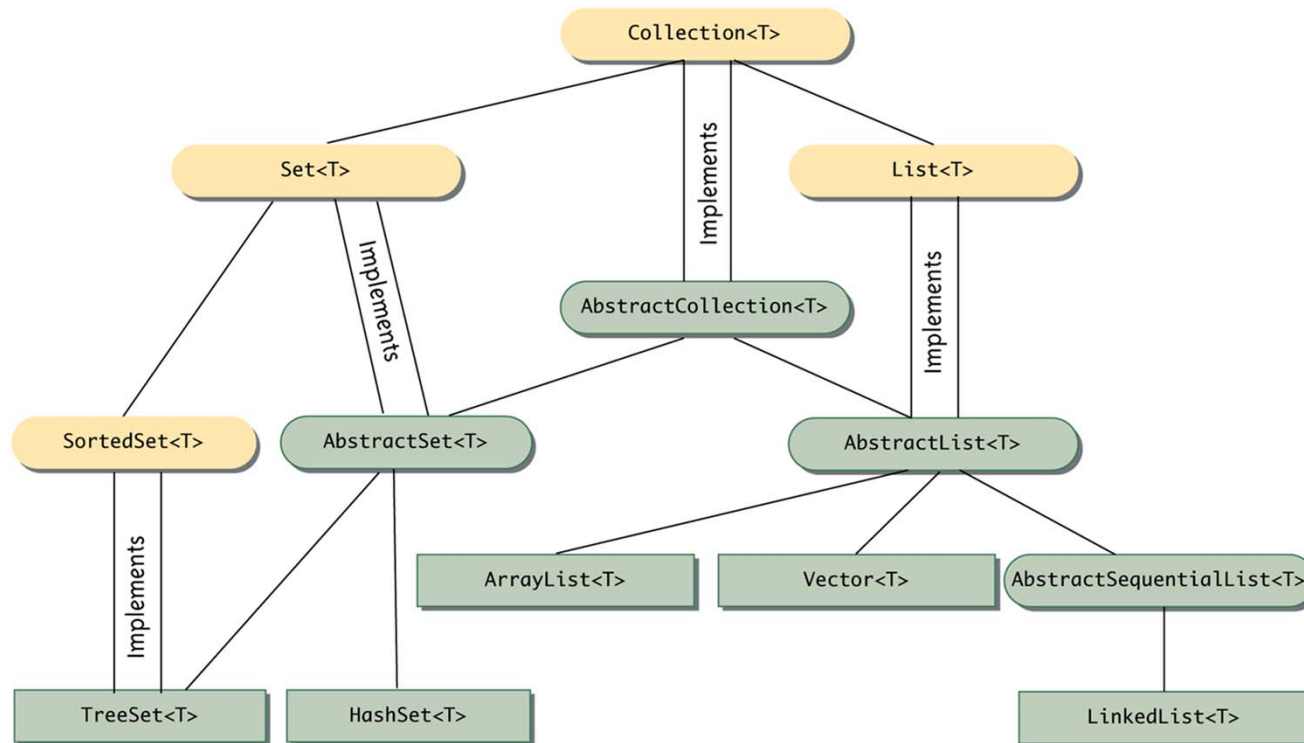 Collection<T>
Implements
Set<T>
List<T>
Implements
Implements
AbstractCollection<T>
SortedSet<T>
AbstractSet<T>
AbstractList<T>
Implements
ArrayList<T>
Vector<T>
AbstractSequentialList<T>
TreeSet<T>
HashSet<T>
LinkedList<T>